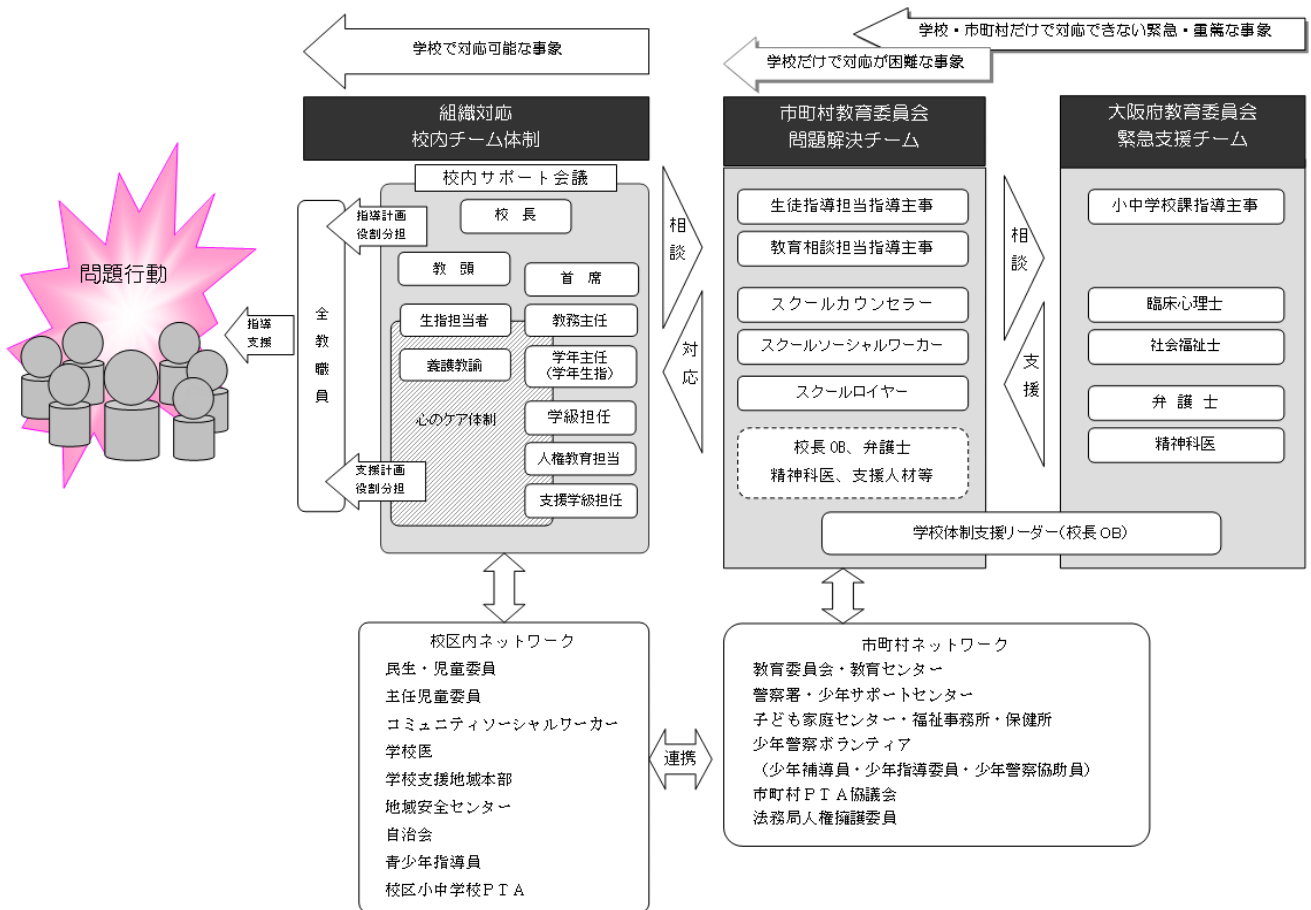 学校・市町村だけで対応できない緊急・重篤な事象
学校で対応可能な事象
学校だけで対応が困難な事象
組織対応
校内チーム体制
市町村教育委員会
問題解決チーム
大阪府教育委員会
緊急支援チーム
問題行動
指導
支援
全教職員
校内サポート会議
指導計画
役割分担
校 長
教 頭
首 席
生指担当者
教務主任
養護教諭
学年主任
(学年生指)
心のケア体制
学級担任
人権教育担当
支援計画
役割分担
支援学級担任
相談
対応
生徒指導担当指導主事
教育相談担当指導主事
スクールカウンセラー
スクールソーシャルワーカー
スクールロイヤー
校長OB、弁護士
精神科医、支援人材等
相談
支援
小中学校課指導主事
臨床心理士
社会福祉士
弁 護 士
精神科医
学校体制支援リーダー(校長OB)
校区内ネットワーク
民生・児童委員
主任児童委員
コミュニティソーシャルワーカー
学校医
学校支援地域本部
地域安全センター
自治会
青少年指導員
校区小中学校PTA
連携
市町村ネットワーク
教育委員会・教育センター
警察署・少年サポートセンター
子ども家庭センター・福祉事務所・保健所
少年警察ボランティア
(少年補導員・少年指導委員・少年警察協助員)
市町村PTA協議会
法務局人権擁護委員